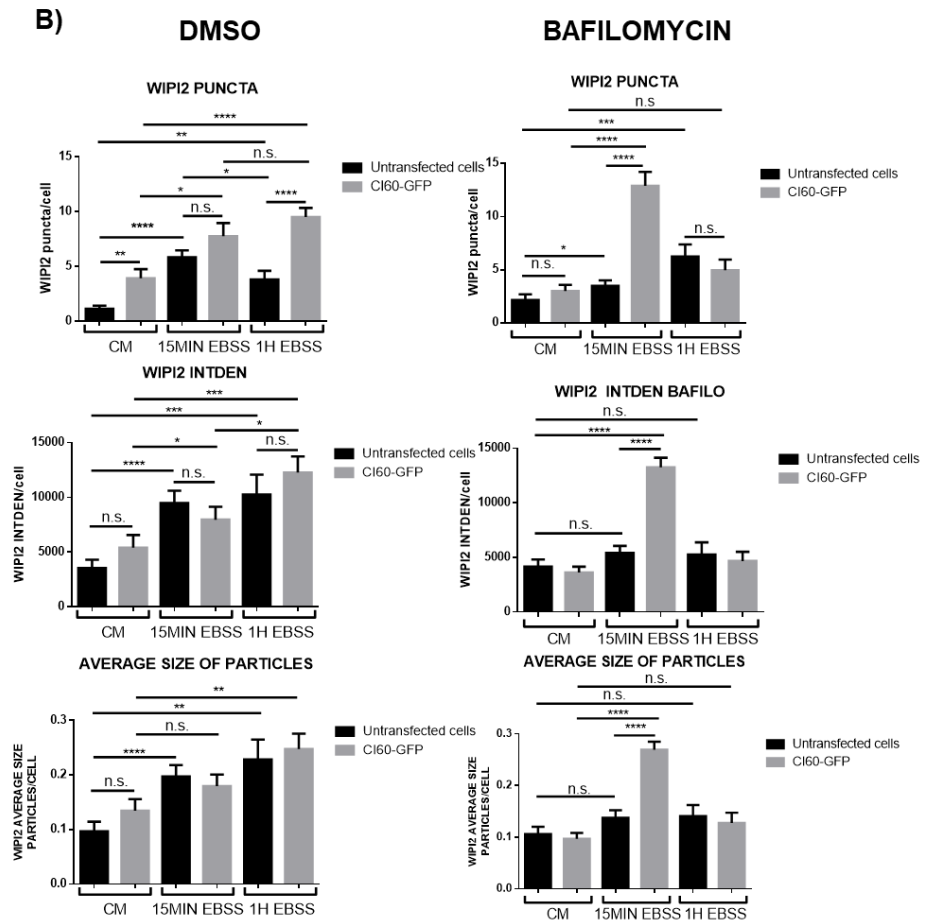 B)
DMSO
WIPI2 PUNCTA
****
**
n.s.
*
*
n.s.
****
****
**
Untransfected cells
CI60-GFP
WIPI2 puncta/cell
15
10
5
0
CM
15MIN EBSS
1H EBSS
WIPI2 INTDEN
***
***
*
*
n.s.
****
n.s.
n.s.
Untransfected cells
CI60-GFP
WIPI2 INTDEN/cell
15000
10000
5000
0
CM
15MIN EBSS
1H EBSS
AVERAGE SIZE OF PARTICLES
**
**
n.s.
****
n.s.
Untransfected cells
CI60-GFP
WIPI2 AVERAGE SIZE
PARTICLES/CELL
0.3
0.2
0.1
0.0
CM
15MIN EBSS
1H EBSS
BAFILOMYCIN
WIPI2 PUNCTA
n.s
***
****
****
n.s.
*
n.s.
Untransfected cells
CI60-GFP
WIPI2 puncta/cell
15
10
5
0
CM
15MIN EBSS
1H EBSS
WIPI2 INTDEN BAFILO
n.s.
****
****
n.s.
Untransfected cells
CI60-GFP
WIPI2 INTDEN/cell
15000
10000
5000
0
CM
15MIN EBSS
1H EBSS
AVERAGE SIZE OF PARTICLES
n.s.
n.s.
****
****
n.s.
Untransfected cells
CI60-GFP
WIPI2 AVERAGE SIZE
PARTICLES/CELL
0.3
0.2
0.1
0.0
CM
15MIN EBSS
1H EBSS